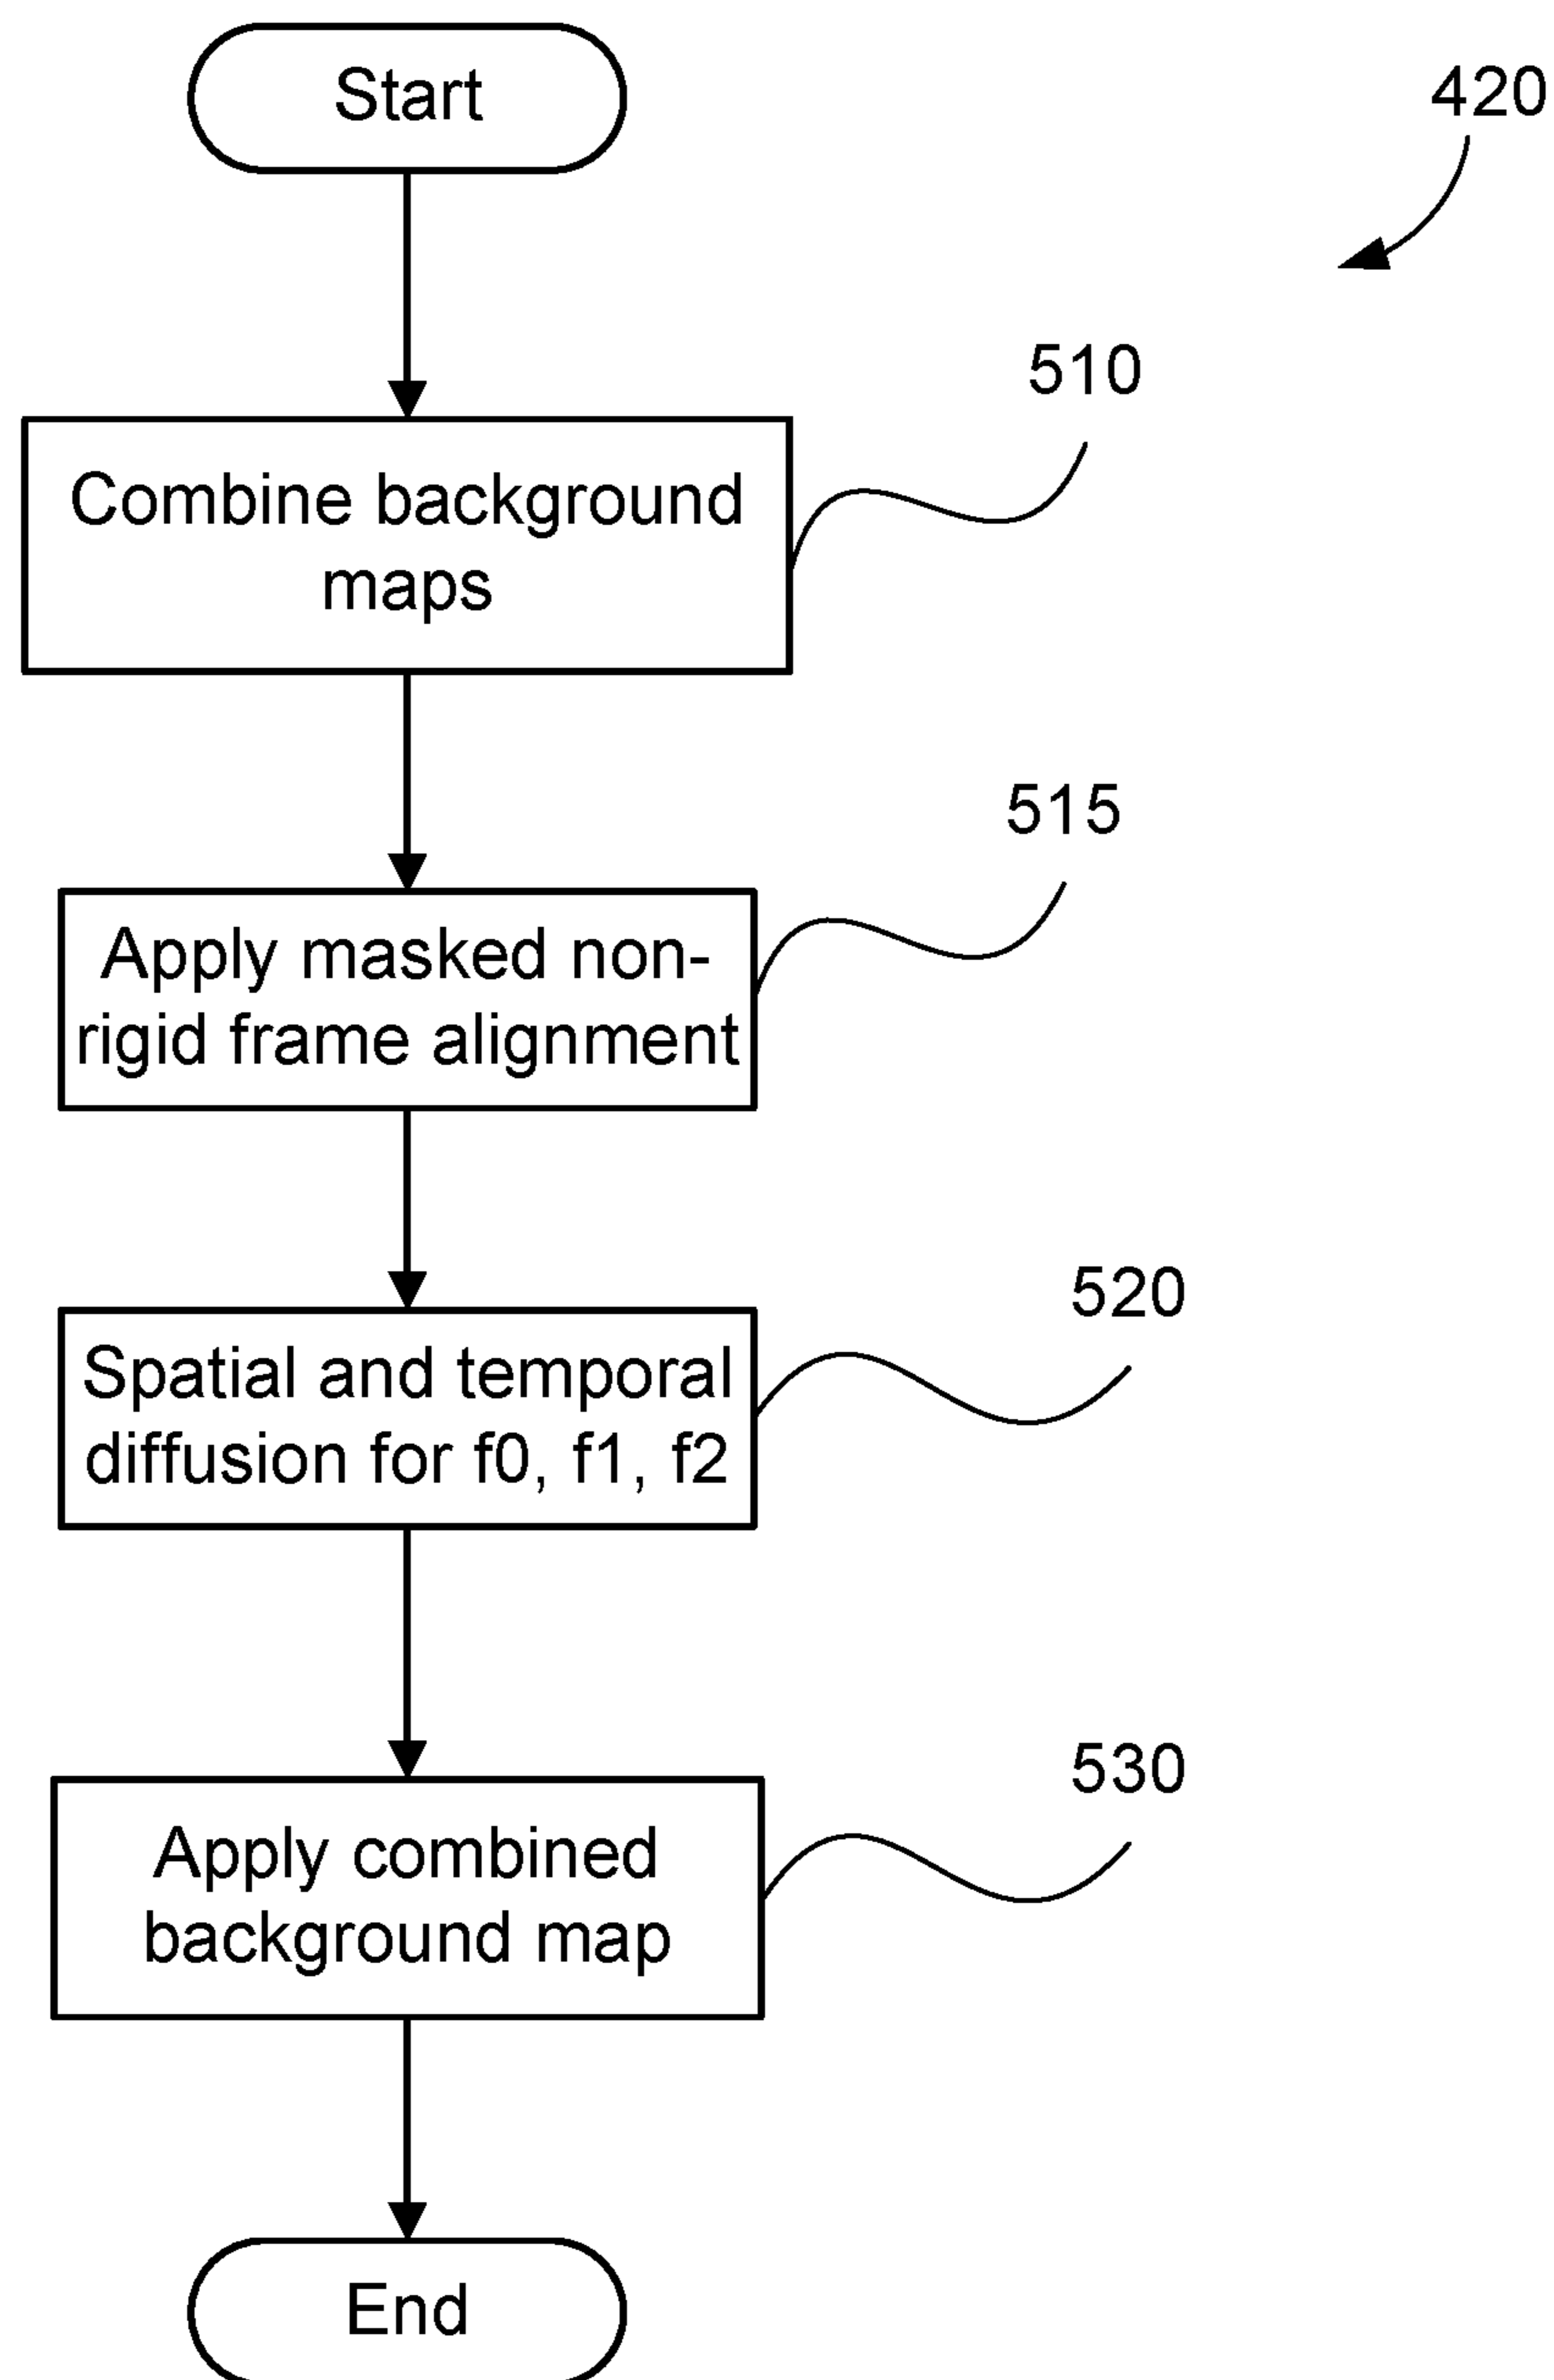 Start
420
510
Combine background
maps
515
Apply masked non-
rigid frame alignment
520
Spatial and temporal
diffusion for f0, f1, f2
530
Apply combined
background map
End